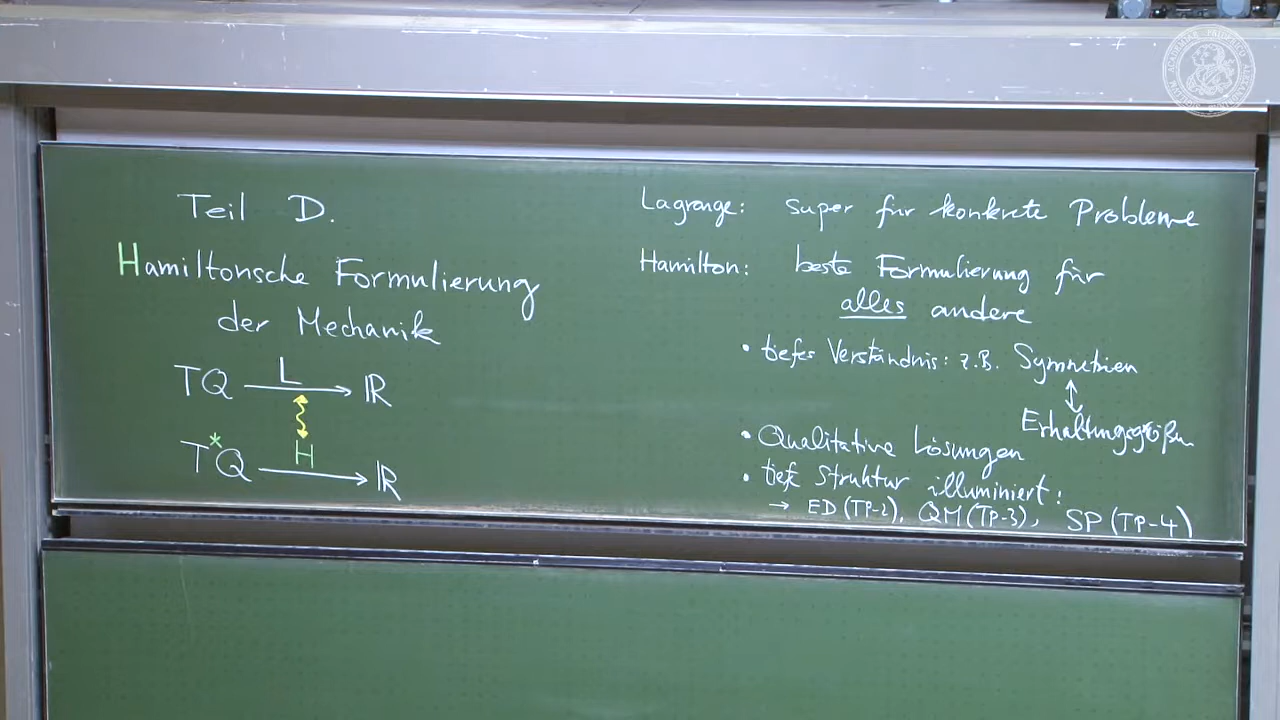 Teil D.
Hamiltonsche Formulierung
der Mechanik
TQ L→ ℝ
T*Q H→ ℝ
Lagrange: super für konkrete Probleme
Hamilton: beste Formulierung für
alles andere
• tiefes Verständnis: z.B. Symmetrien
↕
Erhaltungsgrößen
• Qualitative Lösungen
• tiefe Struktur illuminiert:
→ ED (TP-2), QM (TP-3), SP (TP-4)